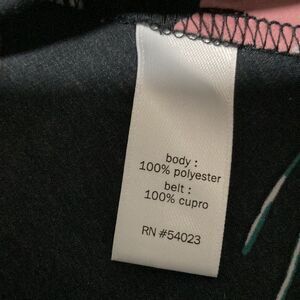 body :
100% polyester
belt :
100% cupro
RN #54023